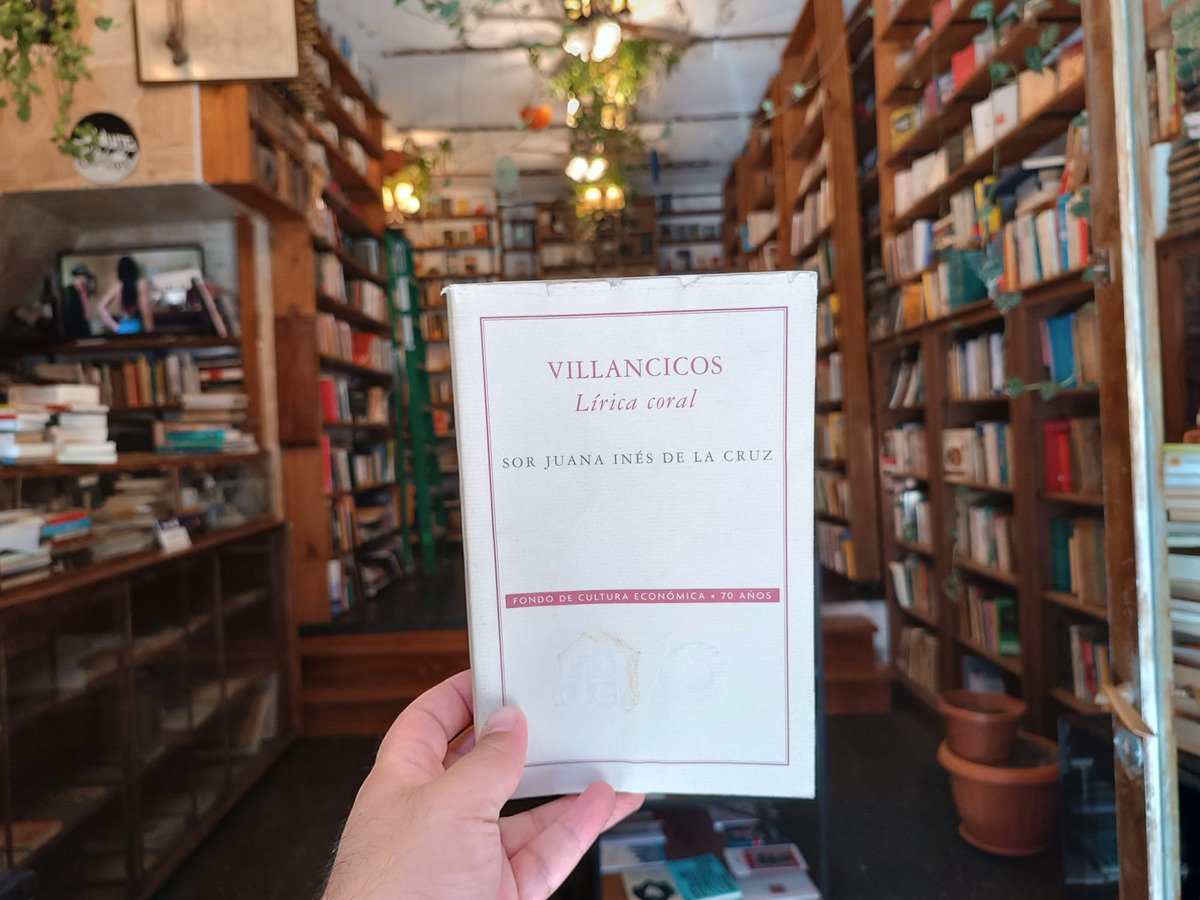 VILLANCICOS
Lírica coral
SOR JUANA INÉS DE LA CRUZ
FONDO DE CULTURA ECONÓMICA • 70 AÑOS